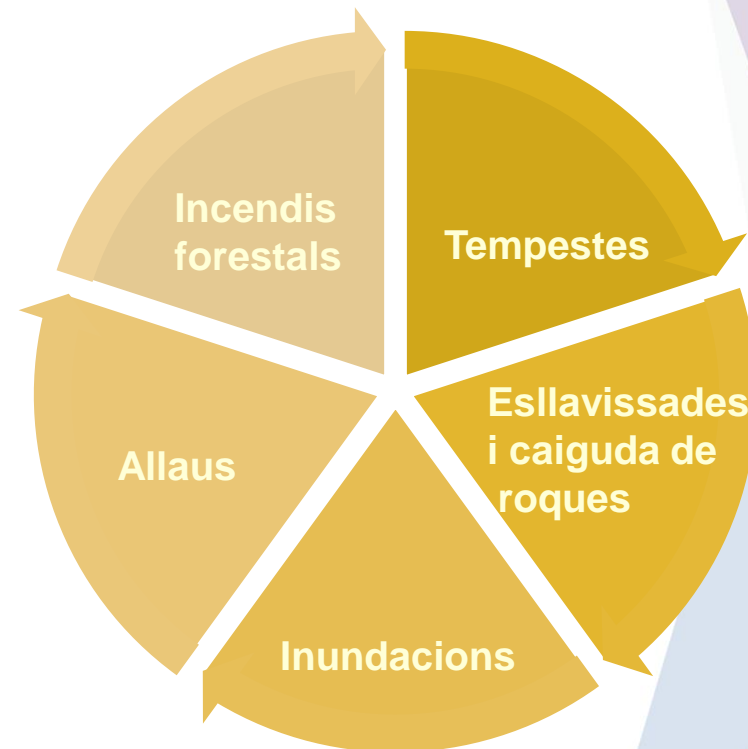 Incendis
forestals
Tempestes
Esllavissades
i caiguda de
roques
Allaus
Inundacions